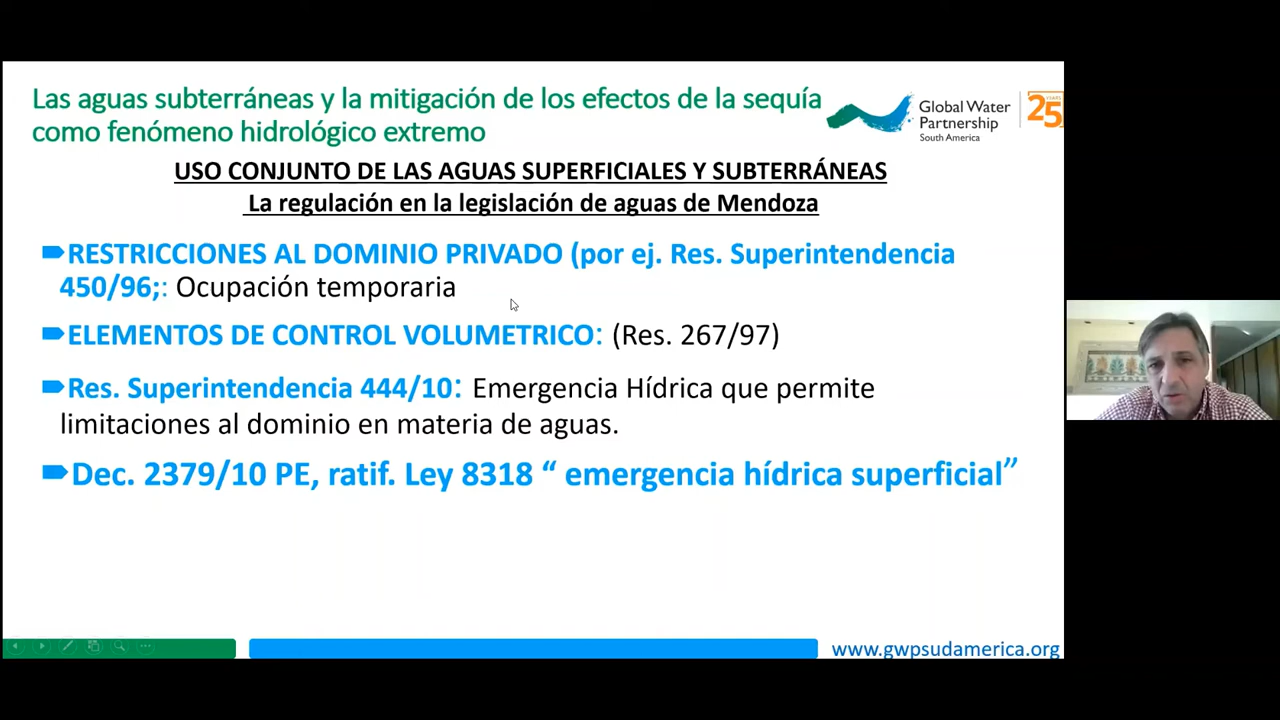 Las aguas subterráneas y la mitigación de los efectos de la sequía
como fenómeno hidrológico extremo
Global Water
Partnership
South America
25
YEARS
USO CONJUNTO DE LAS AGUAS SUPERFICIALES Y SUBTERRÁNEAS
La regulación en la legislación de aguas de Mendoza
RESTRICCIONES AL DOMINIO PRIVADO (por ej. Res. Superintendencia
450/96;: Ocupación temporaria
ELEMENTOS DE CONTROL VOLUMETRICO: (Res. 267/97)
Res. Superintendencia 444/10: Emergencia Hídrica que permite
limitaciones al dominio en materia de aguas.
Dec. 2379/10 PE, ratif. Ley 8318 “ emergencia hídrica superficial”
www.gwpsudamerica.org